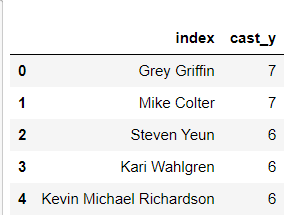 index cast_y
0 Grey Griffin 7
1 Mike Colter 7
2 Steven Yeun 6
3 Kari Wahlgren 6
4 Kevin Michael Richardson 6